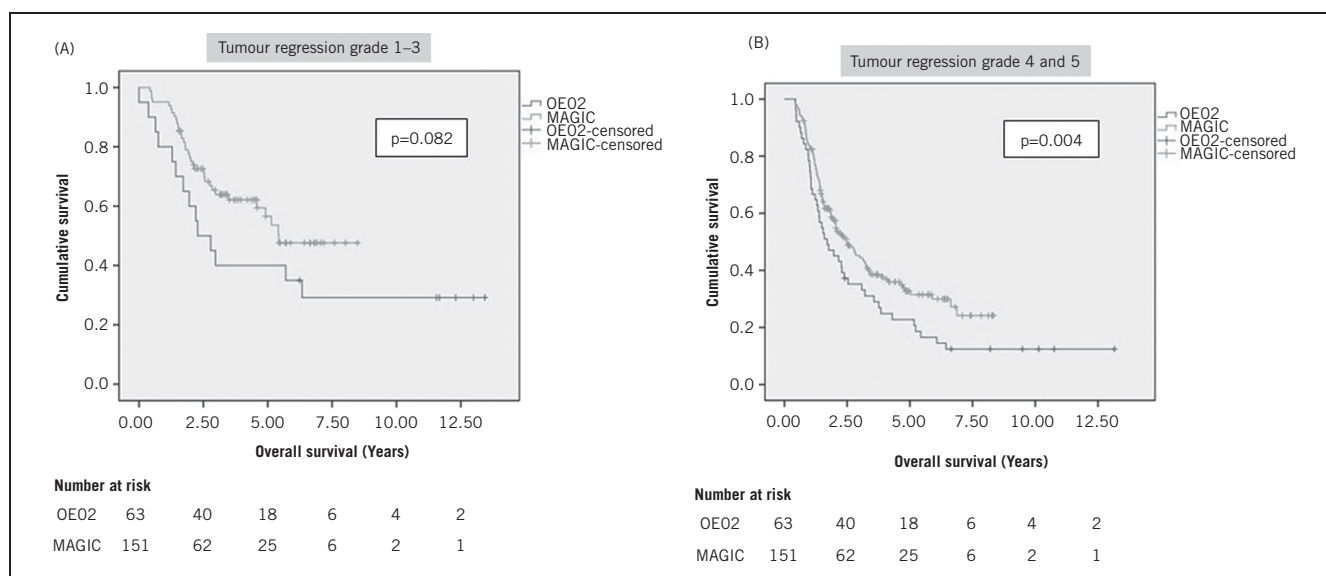 (A)
Tumour regression grade 1–3
1.0
0.8
0.6
0.4
0.2
0.0
Cumulative survival
p=0.082
OE02
MAGIC
OE02-censored
MAGIC-censored
0.00 2.50 5.00 7.50 10.00 12.50
Overall survival (Years)
Number at risk
OE02 63 40 18 6 4 2
MAGIC 151 62 25 6 2 1
(B)
Tumour regression grade 4 and 5
1.0
0.8
0.6
0.4
0.2
0.0
Cumulative survival
p=0.004
OE02
MAGIC
OE02-censored
MAGIC-censored
0.00 2.50 5.00 7.50 10.00 12.50
Overall survival (Years)
Number at risk
OE02 63 40 18 6 4 2
MAGIC 151 62 25 6 2 1